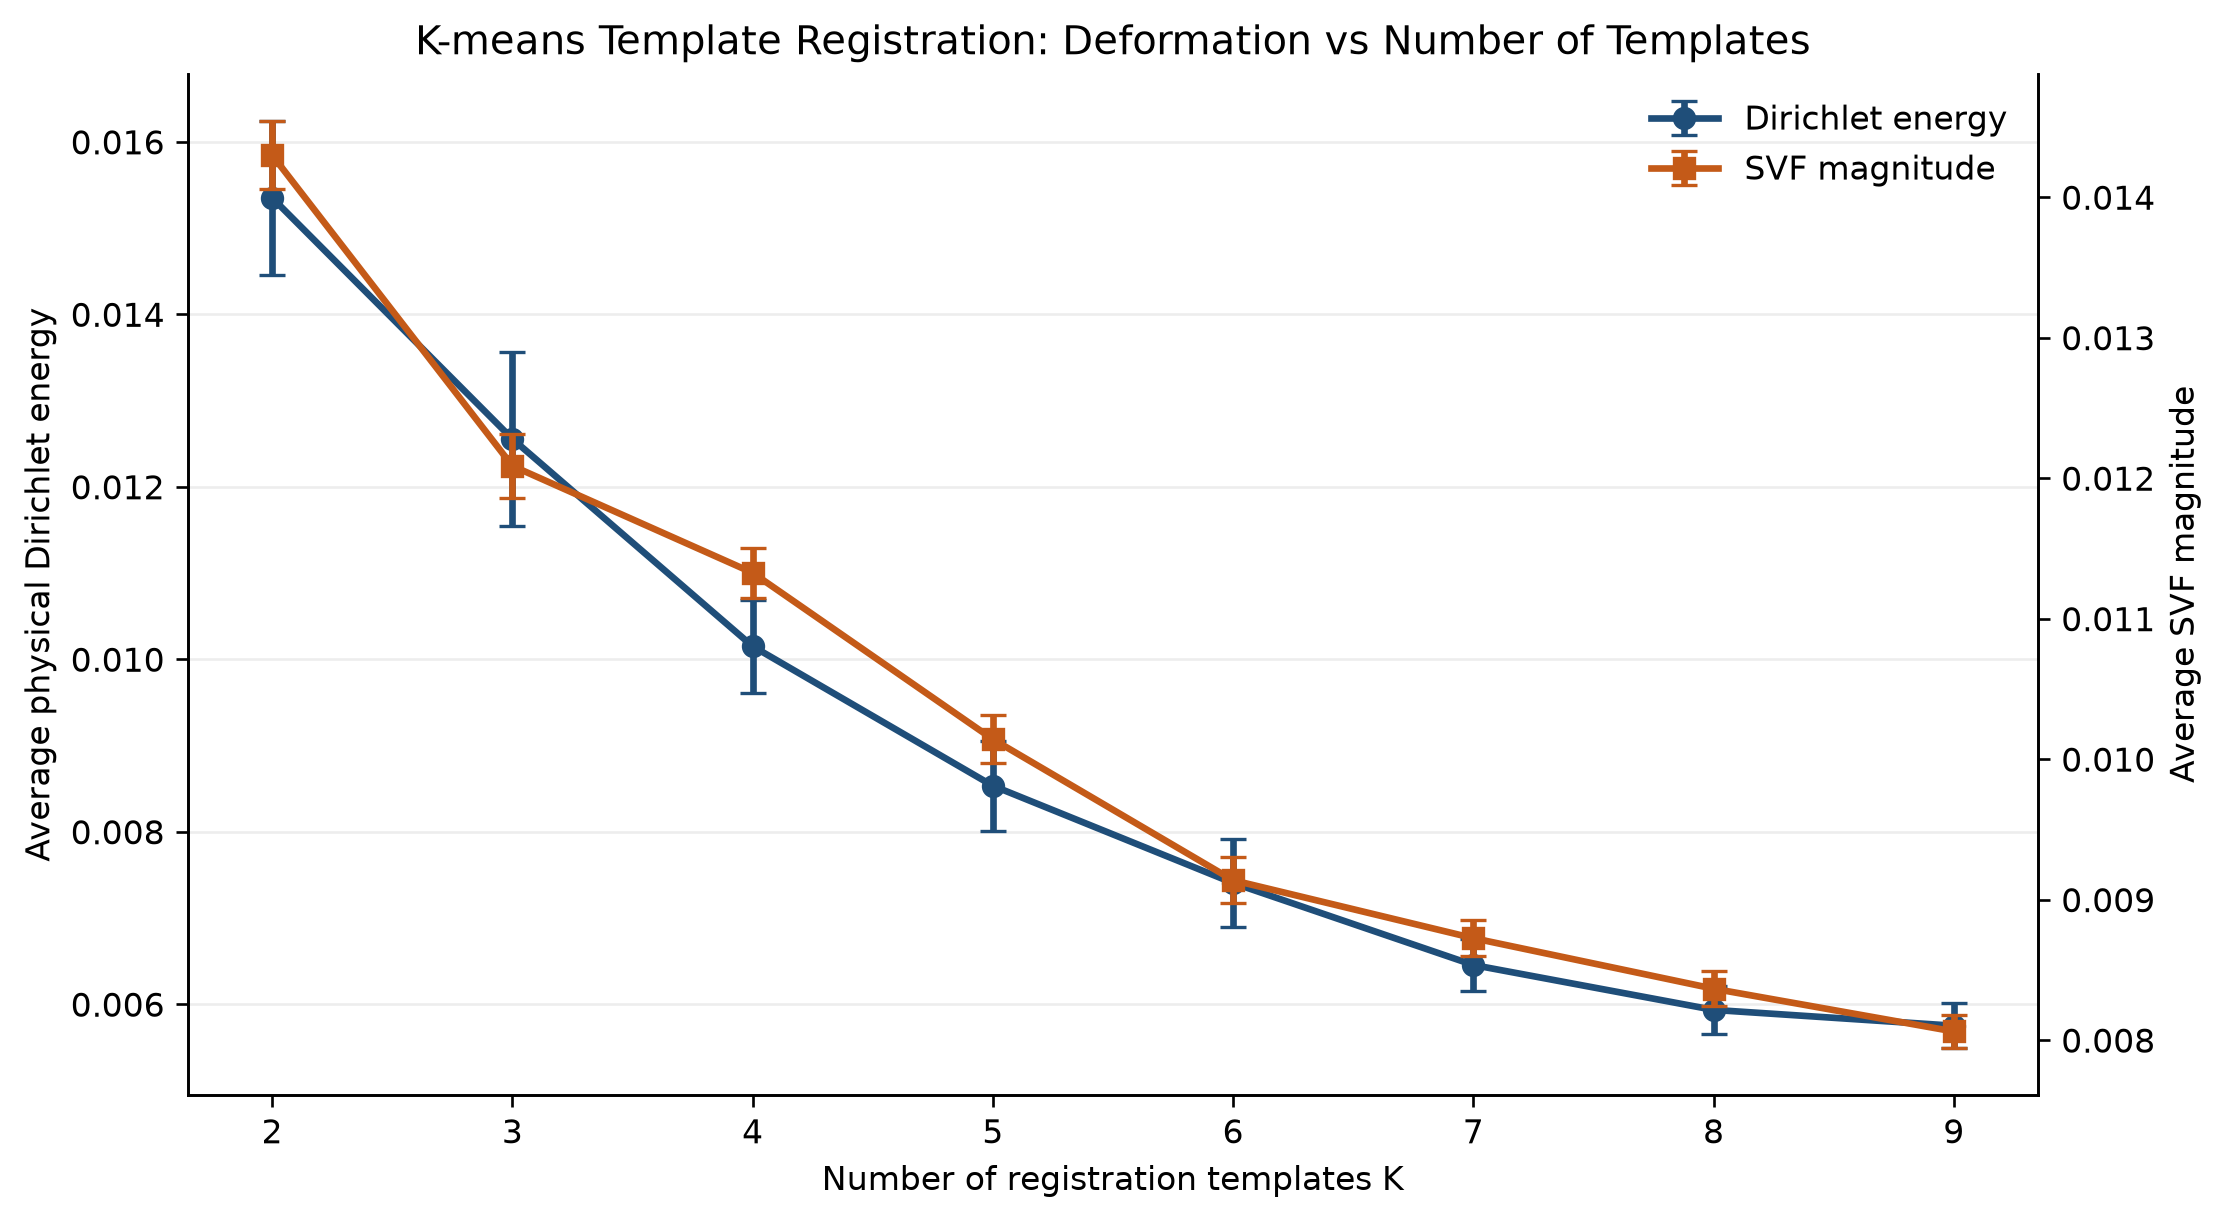 K-means Template Registration: Deformation vs Number of Templates
Dirichlet energy
SVF magnitude
Average physical Dirichlet energy
0.016
0.014
0.012
0.010
0.008
0.006
0.014
0.013
0.012
0.011
0.010
0.009
0.008
Average SVF magnitude
2 3 4 5 6 7 8 9
Number of registration templates K